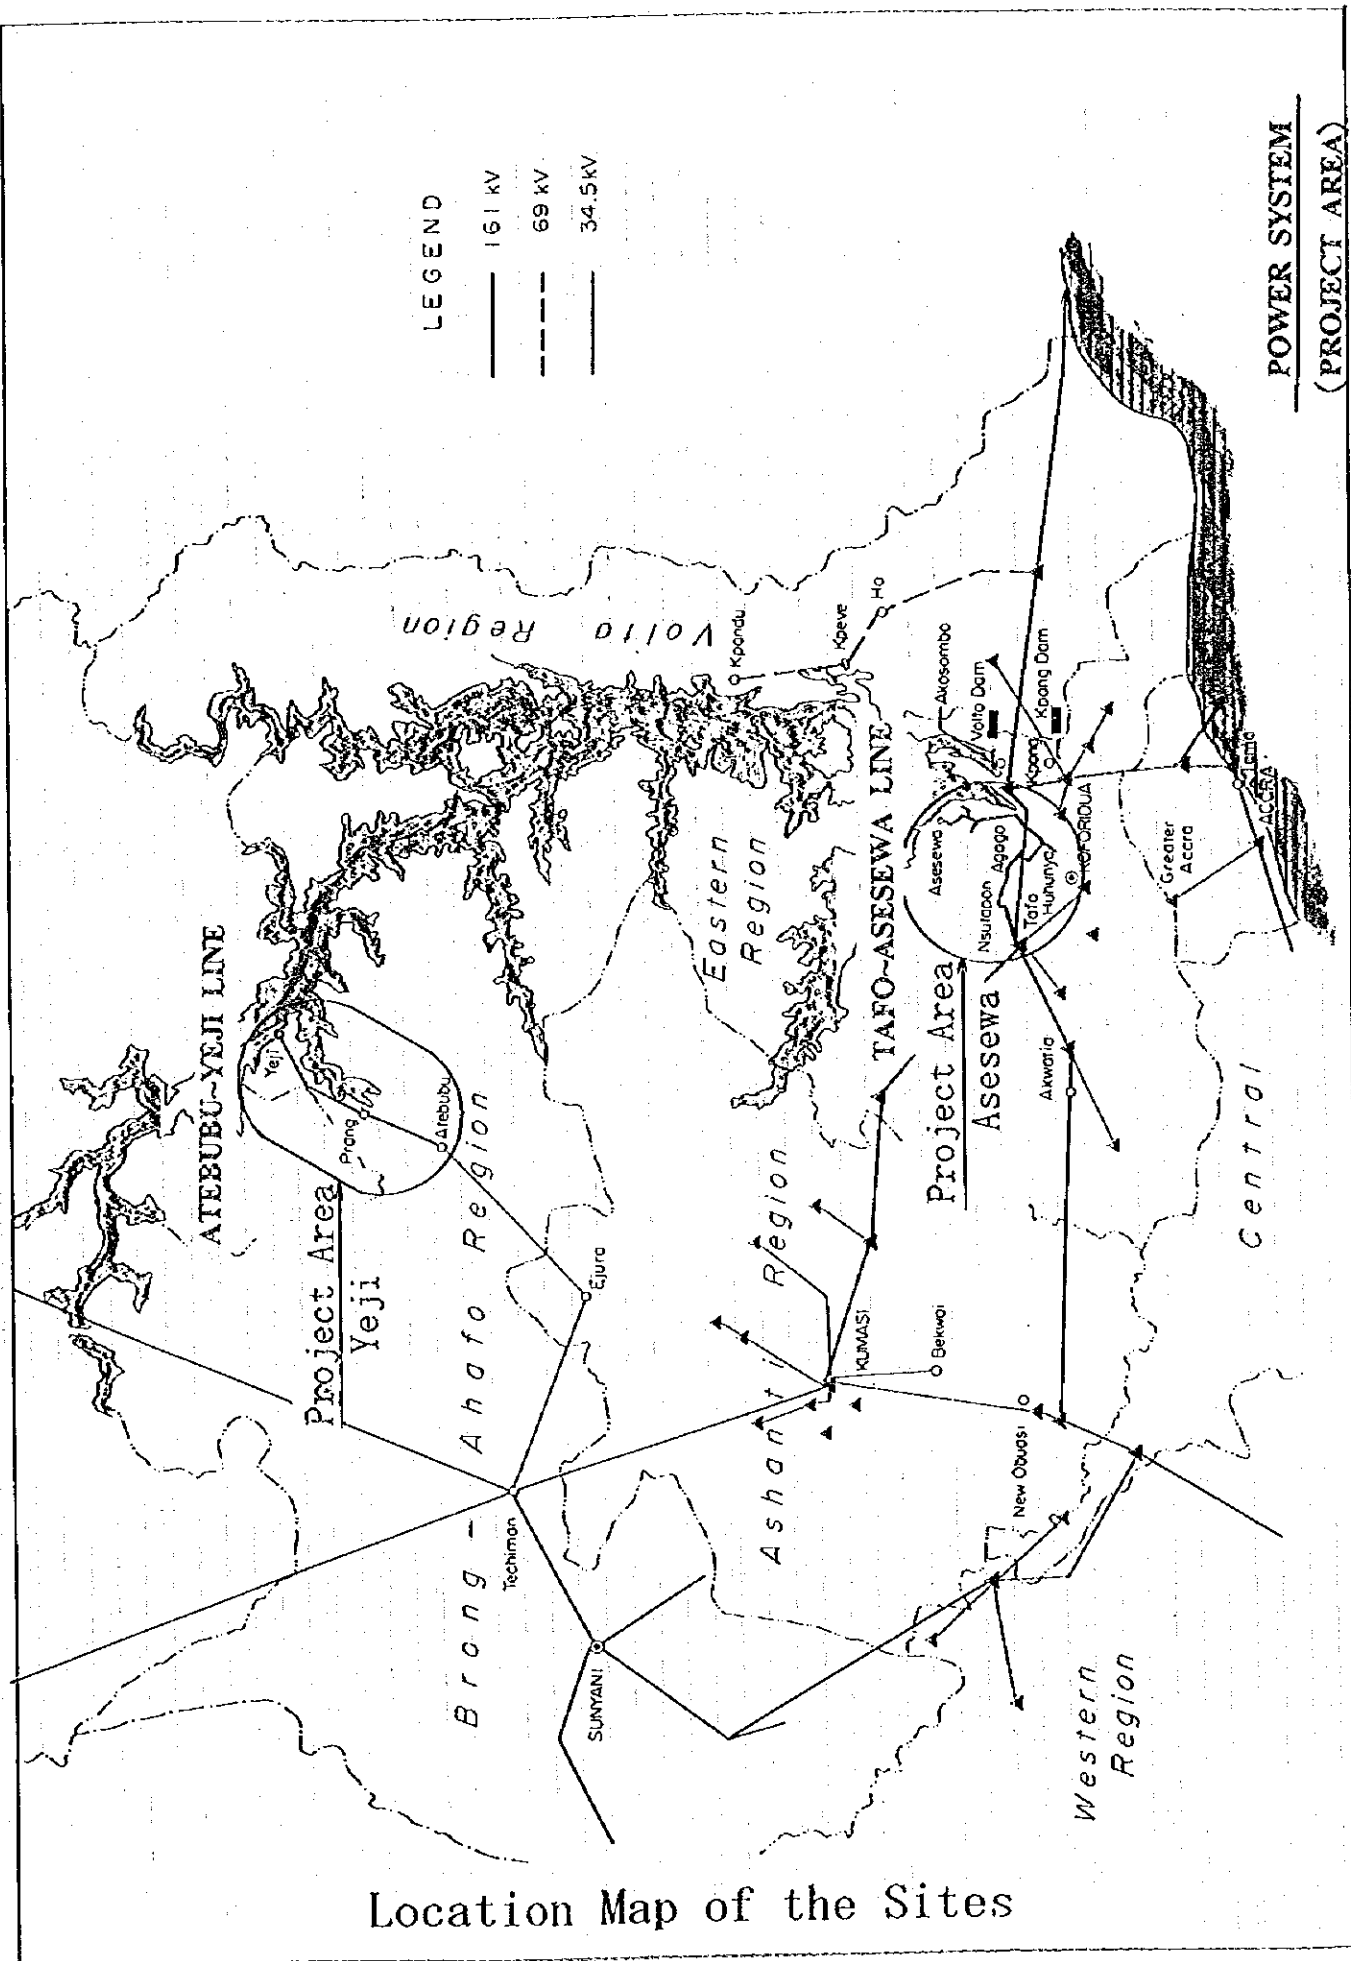 Location Map of the Sites
POWER SYSTEM
(PROJECT AREA)
LEGEND
161 kV
69 kV
34.5kV
ATEBUBU~YEJI LINE
Project Area
Yeji
Yeji
Prang
Atebubu
Brong - Ahafo Region
Techiman
SUNYANI
Ejura
Volta Region
Kpandu
Kpeve
Ho
Eastern
Region
TAFO~ASESEWA LINE
Project Area
Asesewa
Asesewa
Nsutapon
Agogo
Tafo
Huhunya
KOFORIDUA
Akosombo
Volta Dam
Kpong
Kpong Dam
Akwatia
Ashanti Region
KUMASI
Bekwai
New Obuasi
Western
Region
Central
Greater
Accra
Tema
ACCRA